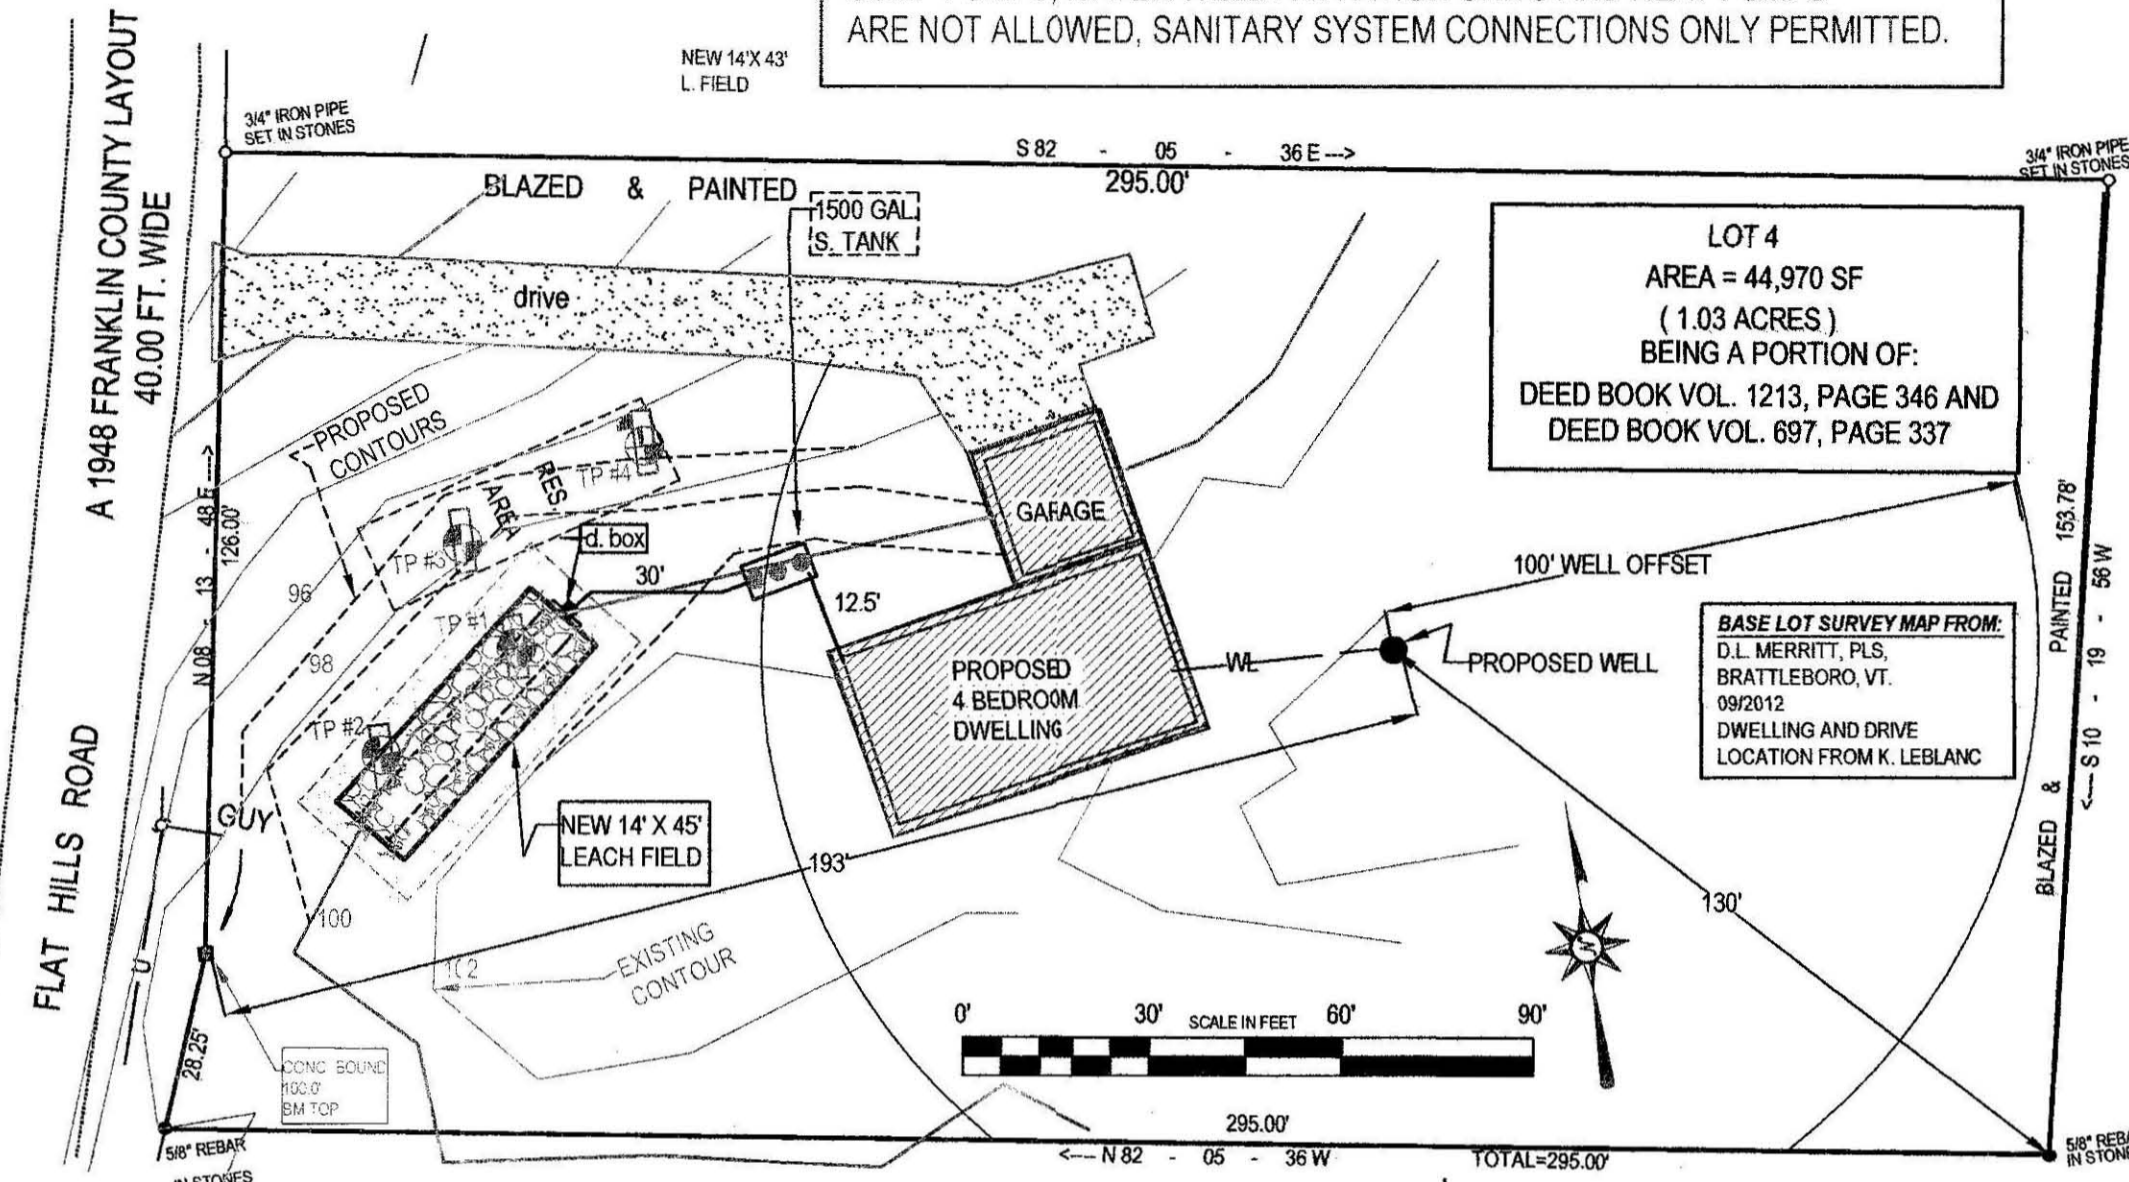 ARE NOT ALLOWED, SANITARY SYSTEM CONNECTIONS ONLY PERMITTED.
NEW 14'X 43'
L. FIELD
A 1948 FRANKLIN COUNTY LAYOUT
40.00 FT. WIDE
3/4" IRON PIPE
SET IN STONES
S 82 - 05 - 36 E --->
295.00'
3/4" IRON PIPE
SET IN STONES
BLAZED & PAINTED
1500 GAL.
S. TANK
drive
LOT 4
AREA = 44,970 SF
( 1.03 ACRES )
BEING A PORTION OF:
DEED BOOK VOL. 1213, PAGE 346 AND
DEED BOOK VOL. 697, PAGE 337
PROPOSED
CONTOURS
N 08 - 13 - 48 E --->
126.00'
RES.
AREA
TP #4
TP #3
d. box
30'
GARAGE
12.5'
100' WELL OFFSET
BLAZED & PAINTED 153.78'
<--- S 10 - 19 - 56 W
96
98
TP #1
TP #2
PROPOSED
4 BEDROOM
DWELLING
WL
PROPOSED WELL
BASE LOT SURVEY MAP FROM:
D.L. MERRITT, PLS,
BRATTLEBORO, VT.
09/2012
DWELLING AND DRIVE
LOCATION FROM K. LEBLANC
FLAT HILLS ROAD
GUY
U
NEW 14' X 45'
LEACH FIELD
193'
130'
100
102
EXISTING
CONTOUR
N
28.25'
CONC BOUND
100.0'
BM TOP
0' 30' SCALE IN FEET 60' 90'
5/8" REBAR
IN STONES
295.00'
<--- N 82 - 05 - 36 W
TOTAL=295.00'
5/8" REBA
IN STONE